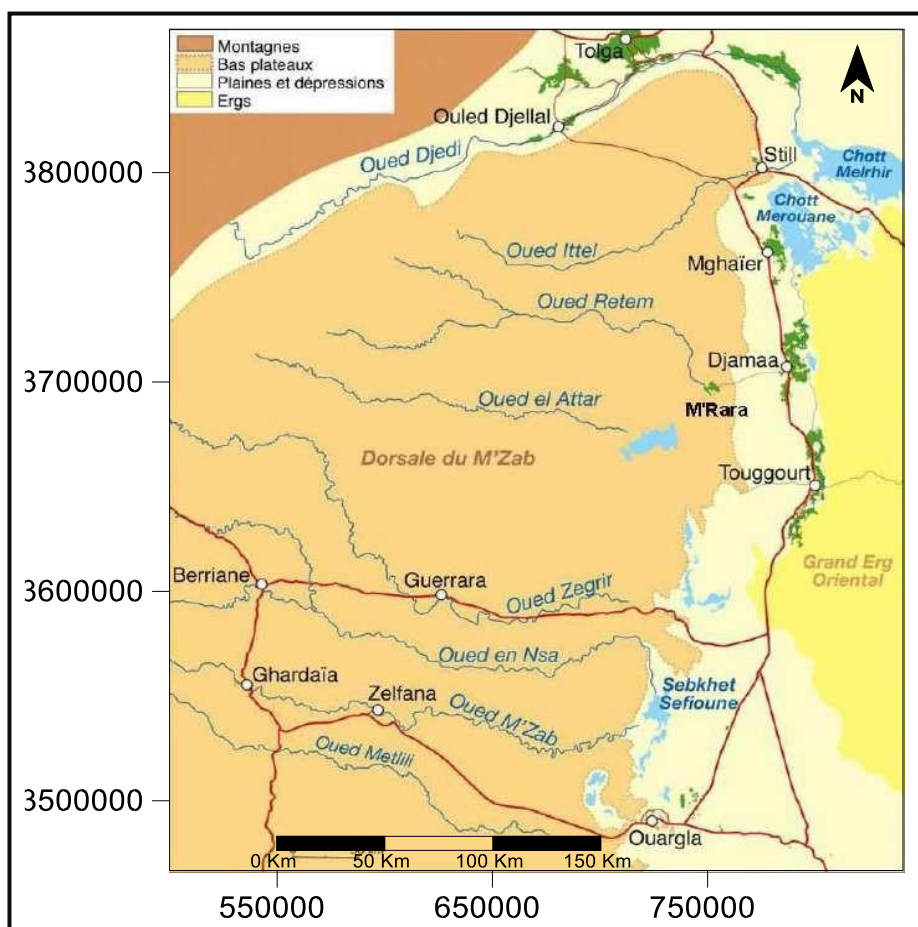 Montagnes
Bas plateaux
Plaines et dépressions
Ergs
Tolga
N
Ouled Djellal
Oued Djedi
Still
Chott
Melrhir
3800000
Chott
Merouane
Oued Ittel
Mghaïer
Oued Retem
Djamaa
3700000
M'Rara
Oued el Attar
Dorsale du M'Zab
Touggourt
Grand Erg
Oriental
Berriane
Guerrara
Oued Zegrir
3600000
Oued en Nsa
Ghardaïa
Zelfana
Sebkhet
Sefioune
Oued M'Zab
Oued Metlili
3500000
Ouargla
0 Km 50 Km 100 Km 150 Km
550000 650000 750000